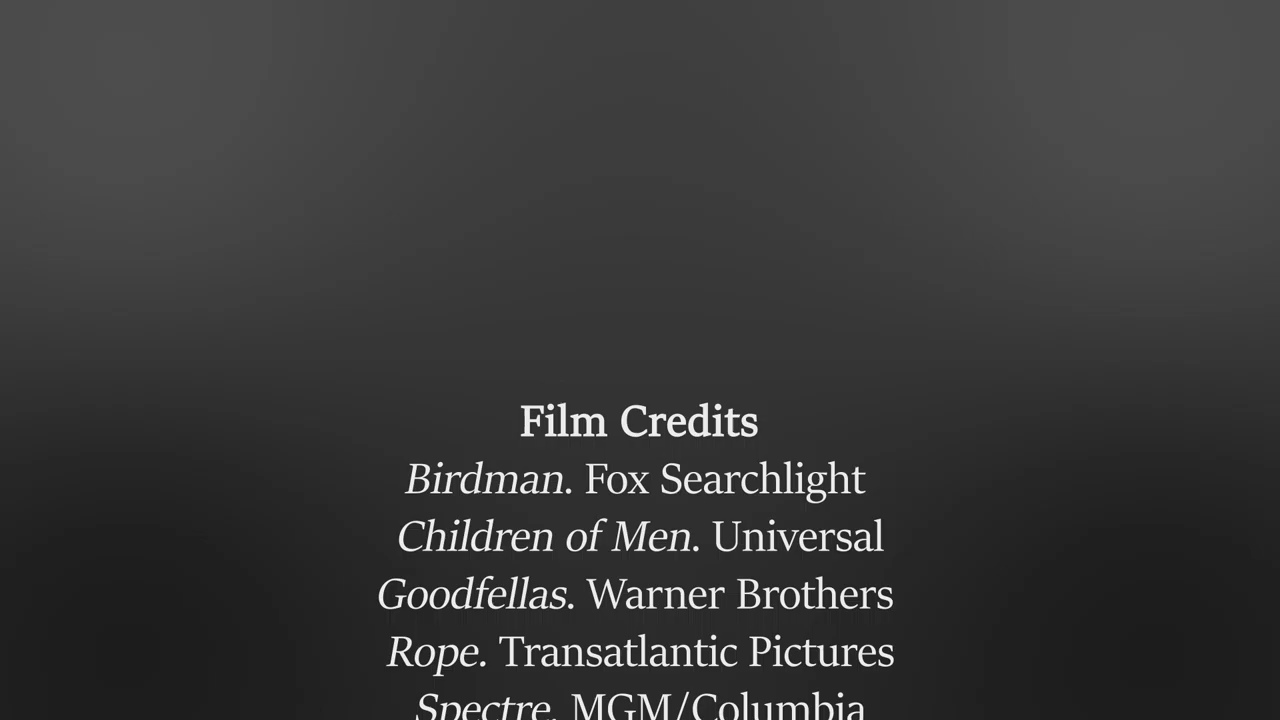 Film Credits
Birdman. Fox Searchlight
Children of Men. Universal
Goodfellas. Warner Brothers
Rope. Transatlantic Pictures
Spectre. MGM/Columbia